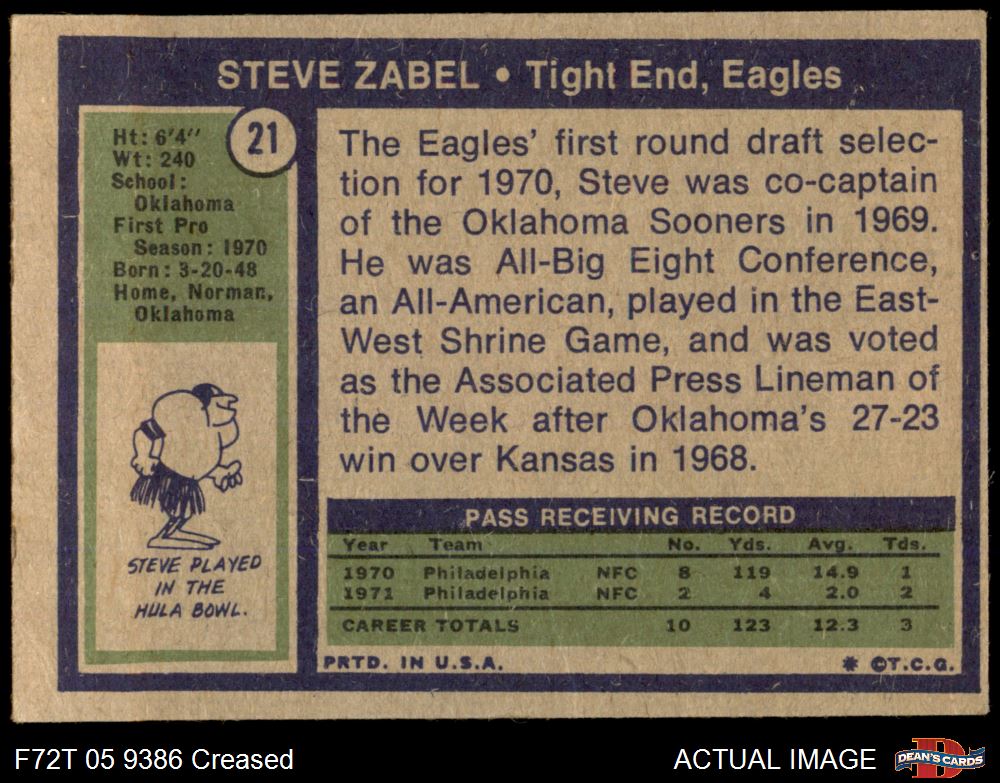 STEVE ZABEL • Tight End, Eagles
21
Ht: 6'4"
Wt: 240
School:
Oklahoma
First Pro
Season: 1970
Born: 3-20-48
Home, Norman,
Oklahoma
STEVE PLAYED
IN THE
HULA BOWL.
The Eagles' first round draft selec-
tion for 1970, Steve was co-captain
of the Oklahoma Sooners in 1969.
He was All-Big Eight Conference,
an All-American, played in the East-
West Shrine Game, and was voted
as the Associated Press Lineman of
the Week after Oklahoma's 27-23
win over Kansas in 1968.
PASS RECEIVING RECORD
Year Team No. Yds. Avg. Tds.
1970 Philadelphia NFC 8 119 14.9 1
1971 Philadelphia NFC 2 4 2.0 2
CAREER TOTALS 10 123 12.3 3
PRTD. IN U.S.A. * ©T.C.G.
F72T 05 9386 Creased ACTUAL IMAGE D DEAN'S CARDS